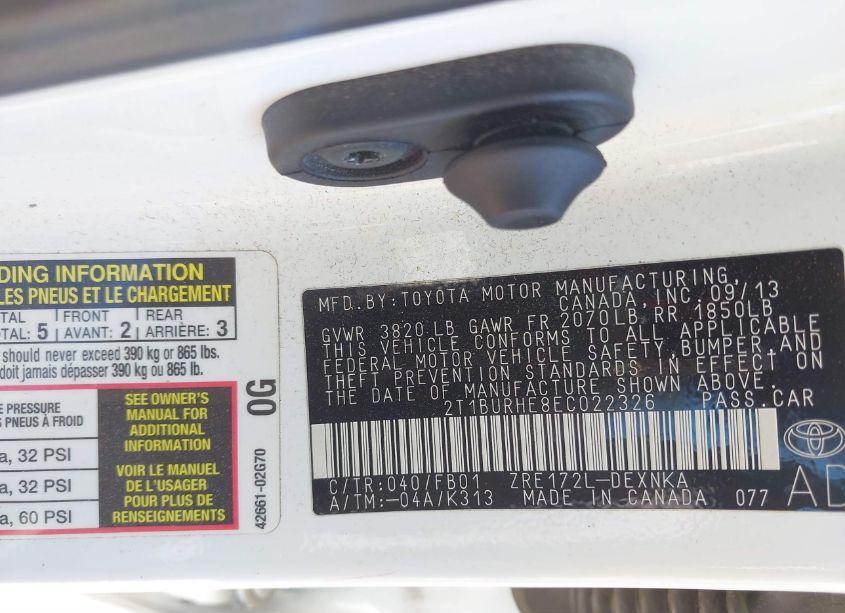 DING INFORMATION
LES PNEUS ET LE CHARGEMENT
TAL: 5 FRONT AVANT: 2 REAR ARRIÈRE: 3
should never exceed 390 kg or 865 lbs.
doit jamais dépasser 390 kg ou 865 lb.
PRESSURE
PNEUS À FROID
a, 32 PSI
a, 32 PSI
a, 60 PSI
SEE OWNER'S
MANUAL FOR
ADDITIONAL
INFORMATION
VOIR LE MANUEL
DE L'USAGER
POUR PLUS DE
RENSEIGNEMENTS
0G
42661-02G70
MFD. BY: TOYOTA MOTOR MANUFACTURING,
CANADA, INC. 09/13
GVWR 3820 LB GAWR FR 2070LB RR 1850LB
THIS VEHICLE CONFORMS TO ALL APPLICABLE
FEDERAL MOTOR VEHICLE SAFETY, BUMPER AND
THEFT PREVENTION STANDARDS IN EFFECT ON
THE DATE OF MANUFACTURE SHOWN ABOVE.
2T1BURHE8EC022326 PASS.CAR
C/TR:040/FB01 ZRE172L-DEXNKA
A/TM:-04A/K313 MADE IN CANADA 077
AD